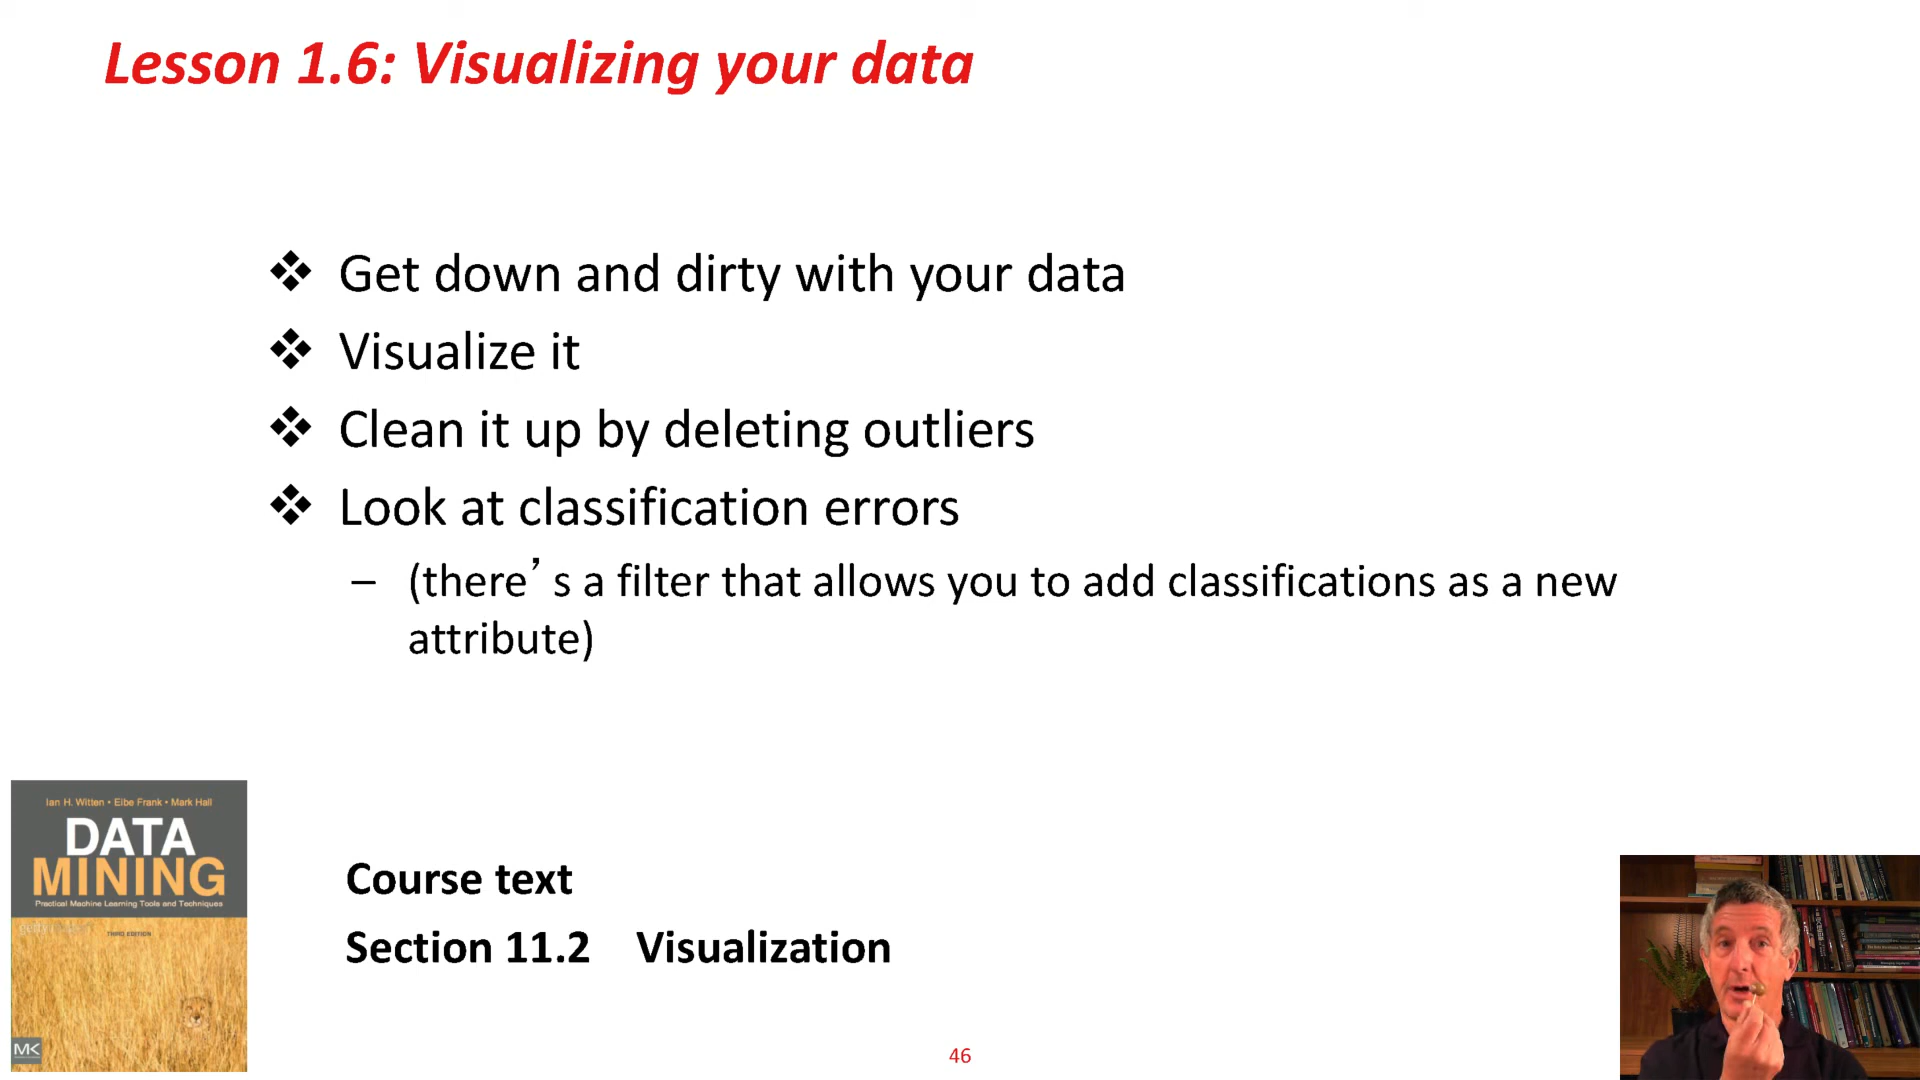 Lesson 1.6: Visualizing your data
❖ Get down and dirty with your data
❖ Visualize it
❖ Clean it up by deleting outliers
❖ Look at classification errors
– (there’s a filter that allows you to add classifications as a new
attribute)
Ian H. Witten • Eibe Frank • Mark Hall
DATA
MINING
Practical Machine Learning Tools and Techniques
THIRD EDITION
MK
Course text
Section 11.2 Visualization
46